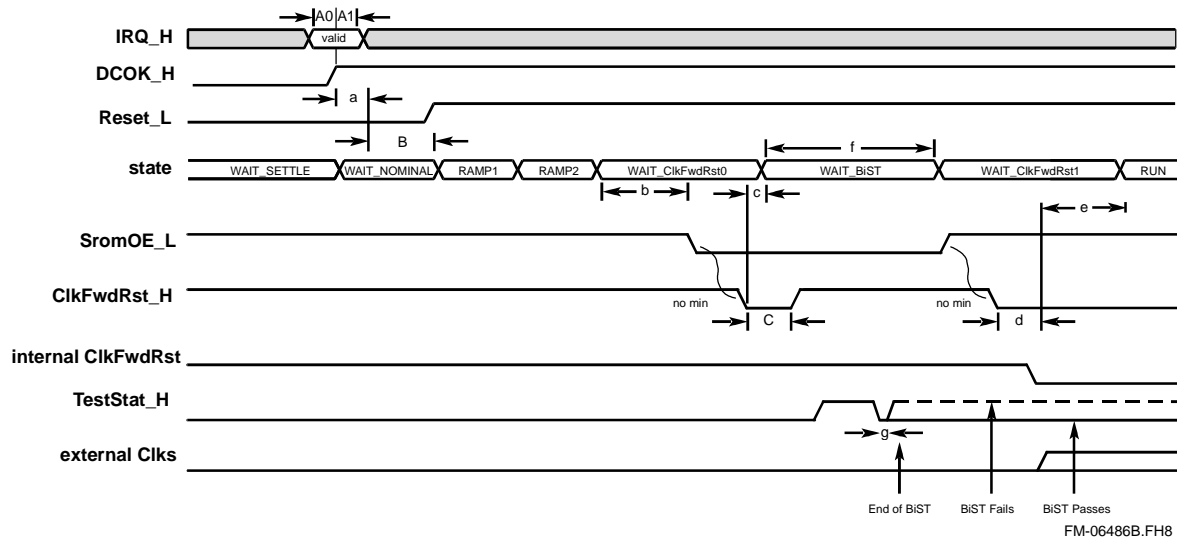 A0 A1
IRQ_H valid
DCOK_H
a
Reset_L
B
f
state WAIT_SETTLE WAIT_NOMINAL RAMP1 RAMP2 WAIT_ClkFwdRst0 WAIT_BiST WAIT_ClkFwdRst1 RUN
b c
e
SromOE_L
ClkFwdRst_H no min no min
C d
internal ClkFwdRst
TestStat_H
g
external Clks
End of BiST BiST Fails BiST Passes
FM-06486B.FH8